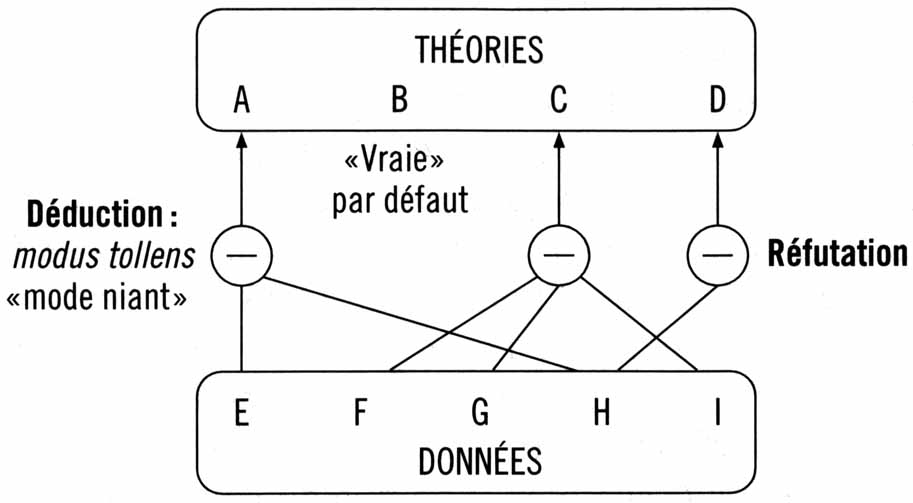 THÉORIES
A B C D
«Vraie»
par défaut
Déduction :
modus tollens
«mode niant»
− − −
Réfutation
E F G H I
DONNÉES